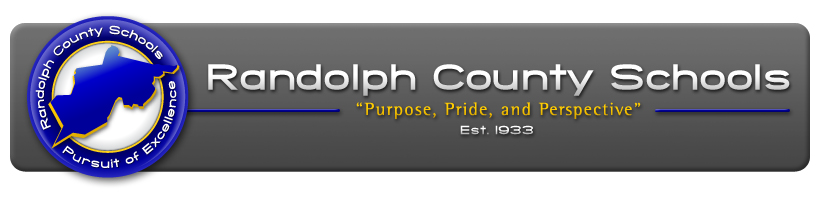 Randolph County Schools
Pursuit of Excellence
Randolph County Schools
“Purpose, Pride, and Perspective”
Est. 1933